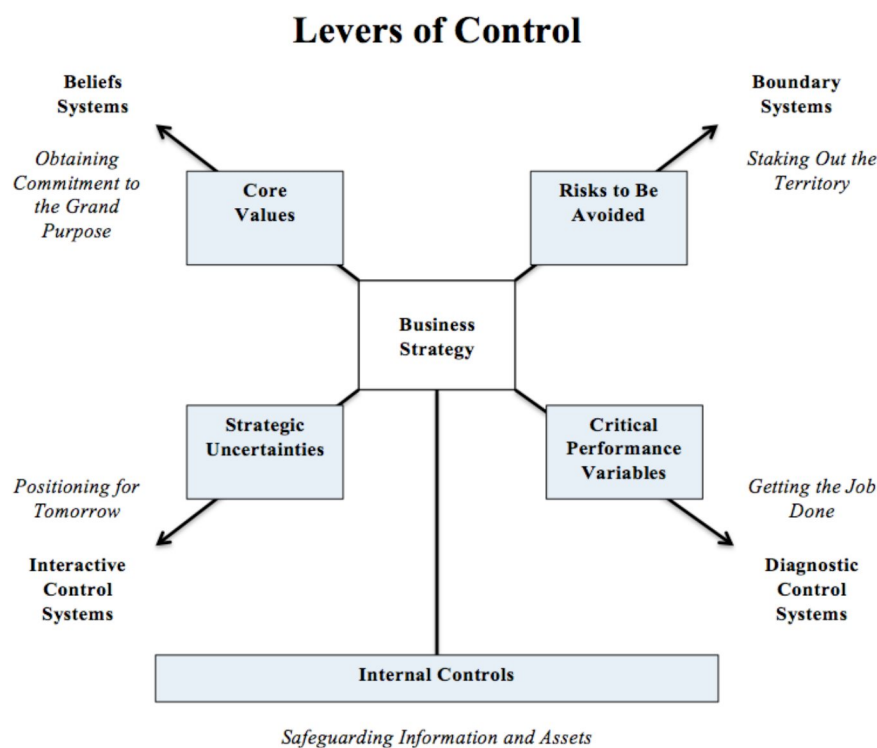 Levers of Control
Beliefs
Systems
Obtaining
Commitment to
the Grand
Purpose
Core
Values
Boundary
Systems
Staking Out the
Territory
Risks to Be
Avoided
Business
Strategy
Strategic
Uncertainties
Positioning for
Tomorrow
Interactive
Control
Systems
Critical
Performance
Variables
Getting the Job
Done
Diagnostic
Control
Systems
Internal Controls
Safeguarding Information and Assets